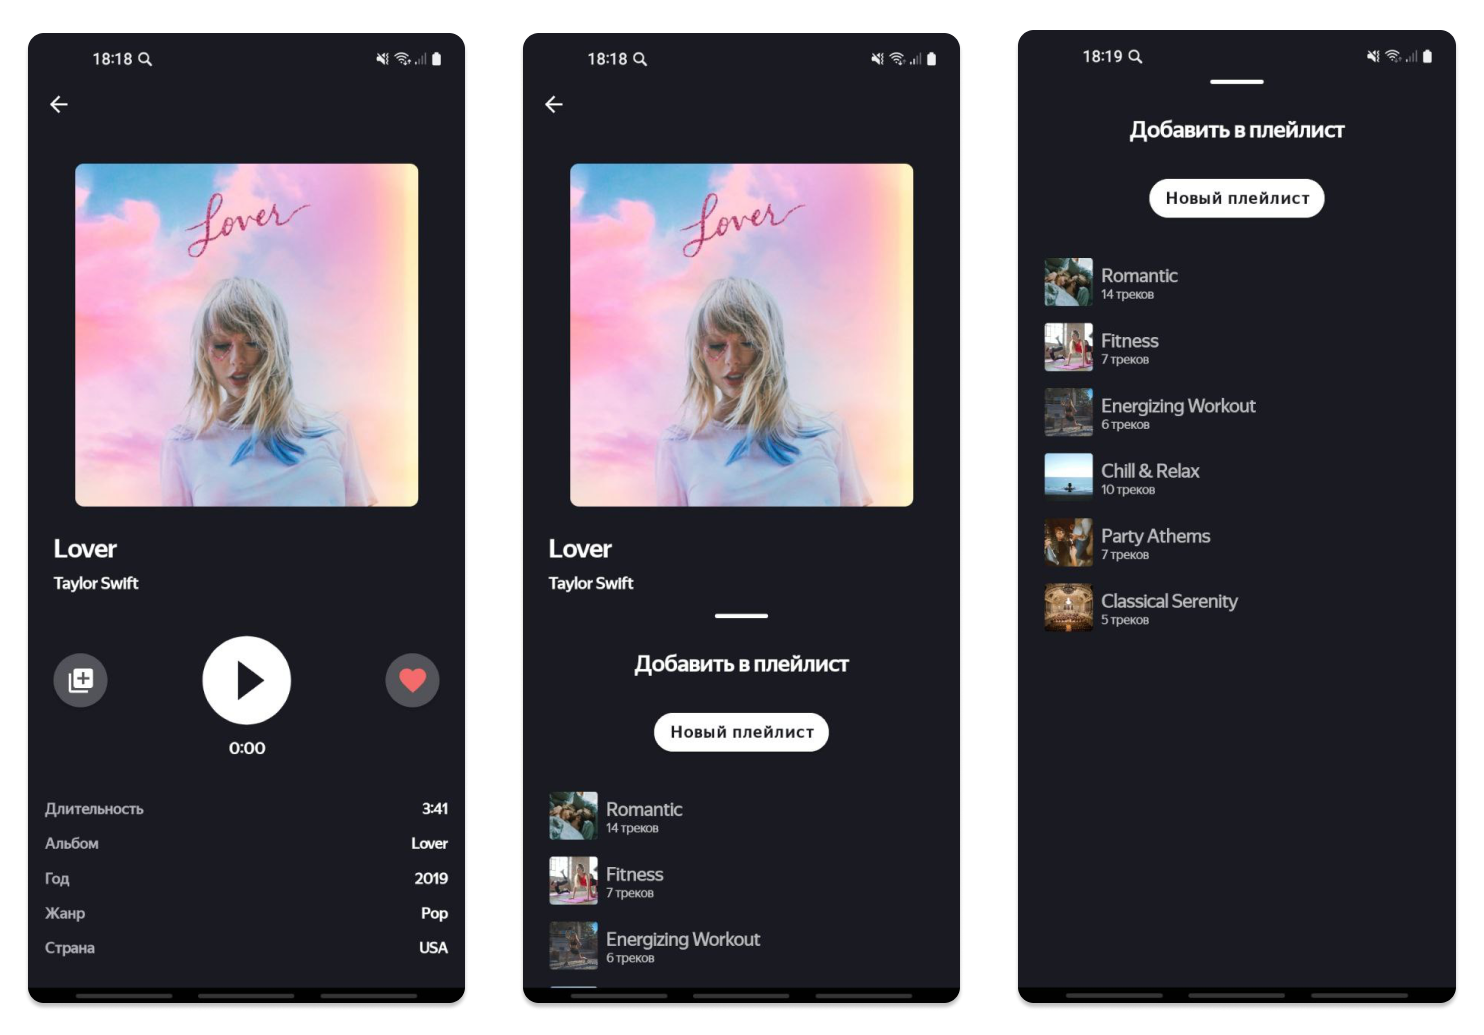 18:18
Lover
Lover
Taylor Swift
0:00
Длительность 3:41
Альбом Lover
Год 2019
Жанр Pop
Страна USA
18:18
Lover
Lover
Taylor Swift
Добавить в плейлист
Новый плейлист
Romantic
14 треков
Fitness
7 треков
Energizing Workout
6 треков
18:19
Добавить в плейлист
Новый плейлист
Romantic
14 треков
Fitness
7 треков
Energizing Workout
6 треков
Chill & Relax
10 треков
Party Athems
7 треков
Classical Serenity
5 треков